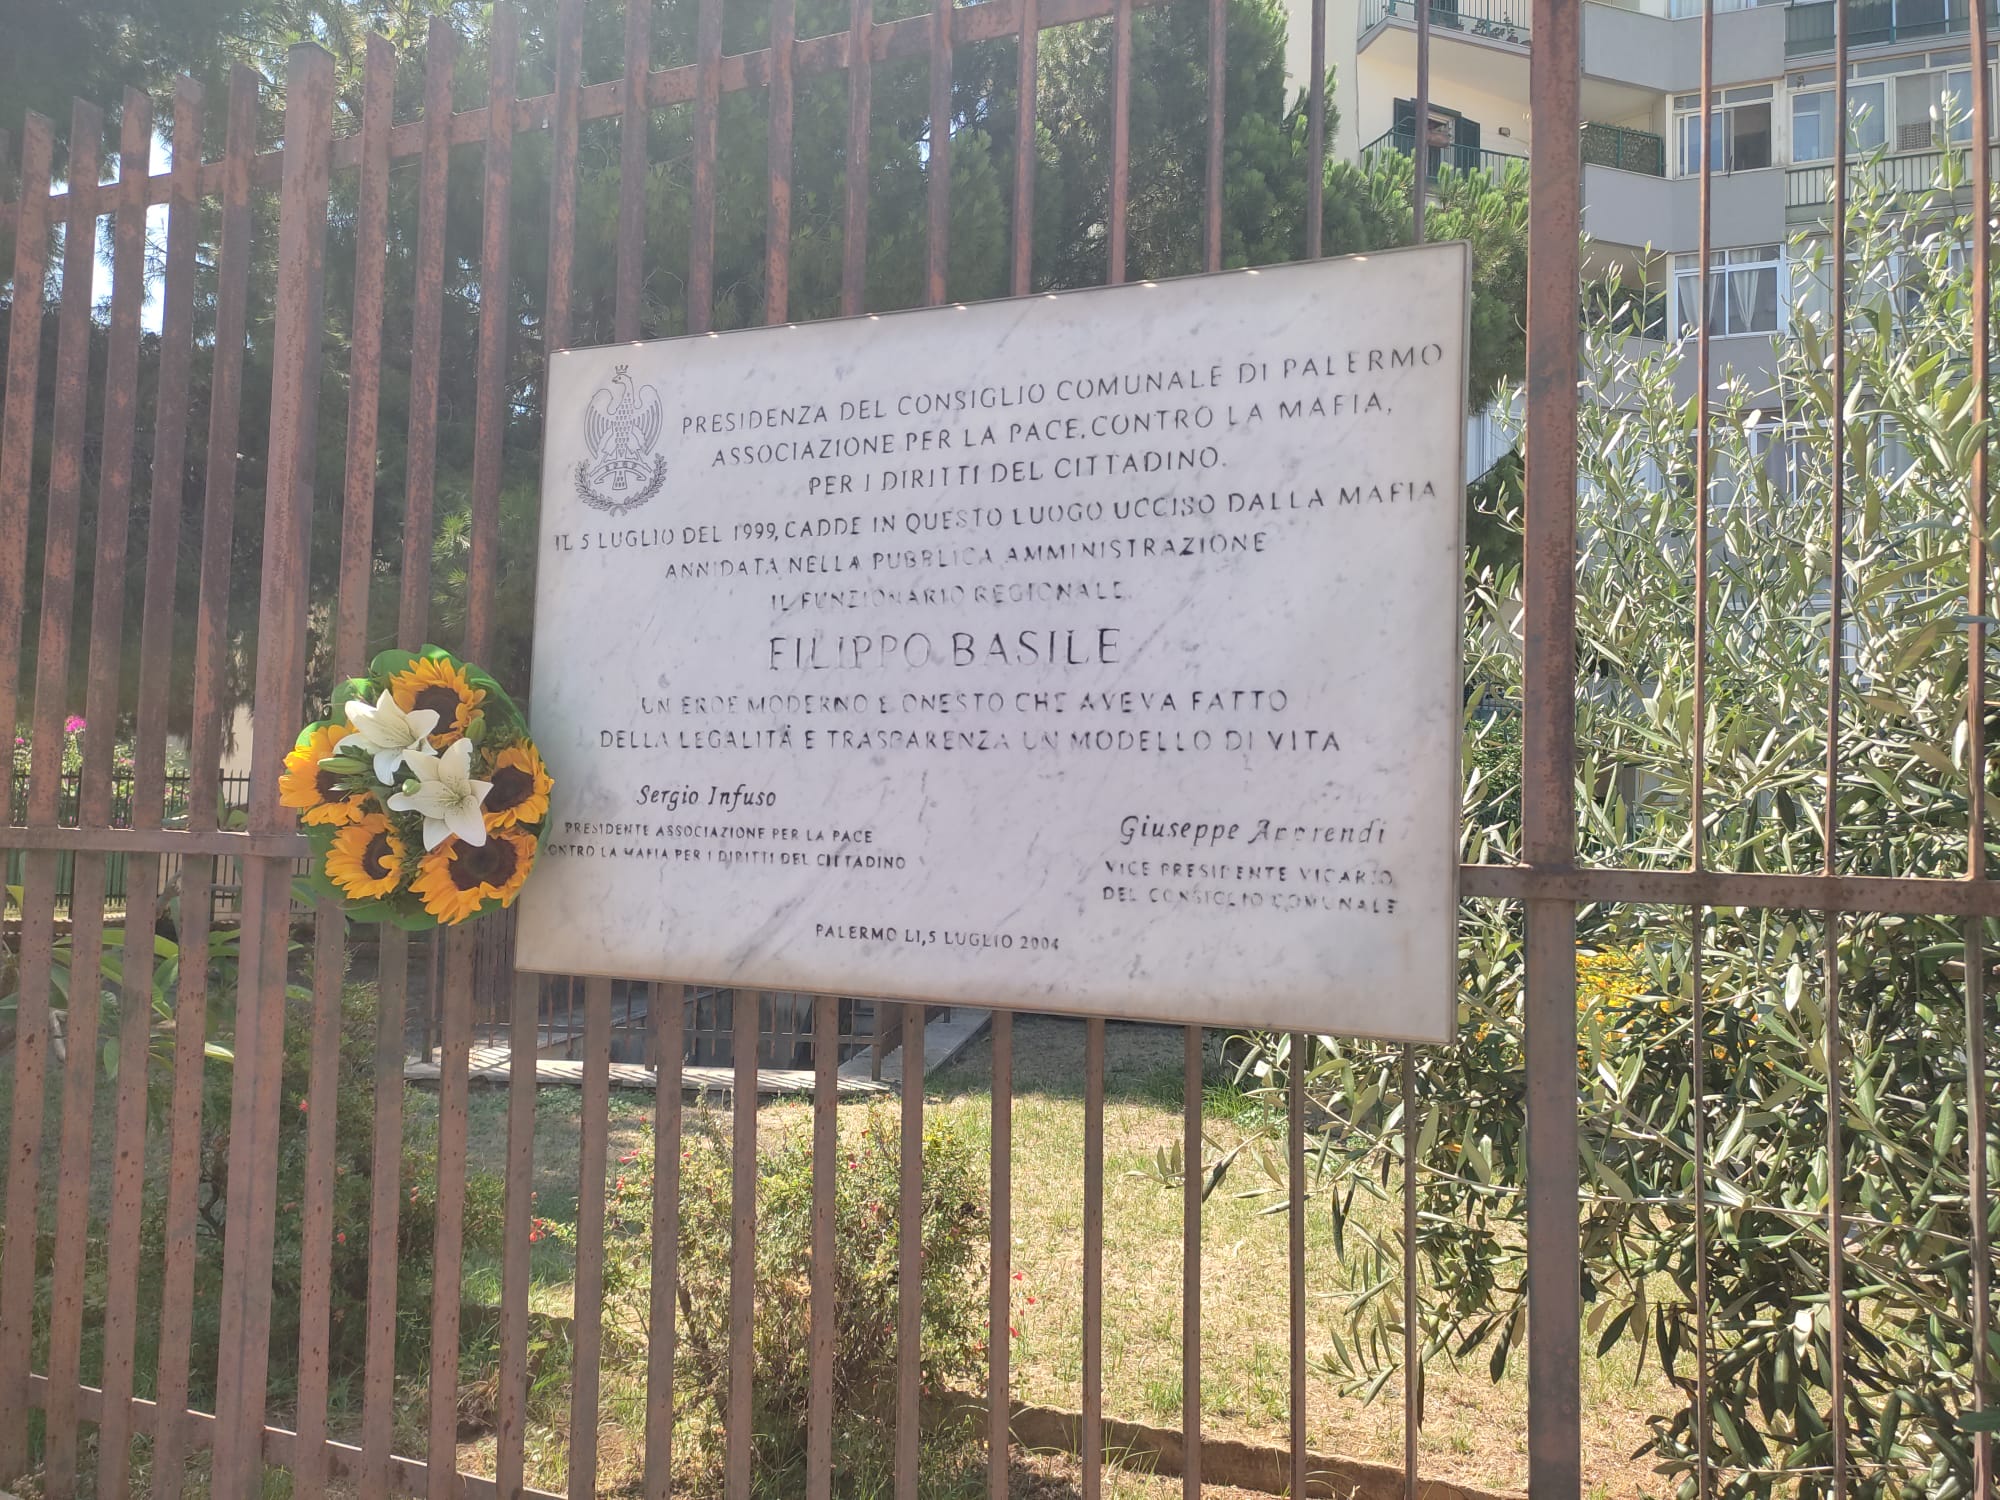 PRESIDENZA DEL CONSIGLIO COMUNALE DI PALERMO
ASSOCIAZIONE PER LA PACE, CONTRO LA MAFIA,
PER I DIRITTI DEL CITTADINO.
IL 5 LUGLIO DEL 1999, CADDE IN QUESTO LUOGO UCCISO DALLA MAFIA
ANNIDATA NELLA PUBBLICA AMMINISTRAZIONE
IL FUNZIONARIO REGIONALE
FILIPPO BASILE
UN EROE MODERNO E ONESTO CHE AVEVA FATTO
DELLA LEGALITÀ E TRASPARENZA UN MODELLO DI VITA
Sergio Infuso
PRESIDENTE ASSOCIAZIONE PER LA PACE
CONTRO LA MAFIA PER I DIRITTI DEL CITTADINO
Giuseppe Apprendi
VICE PRESIDENTE VICARIO
DEL CONSIGLIO COMUNALE
PALERMO LI, 5 LUGLIO 2004